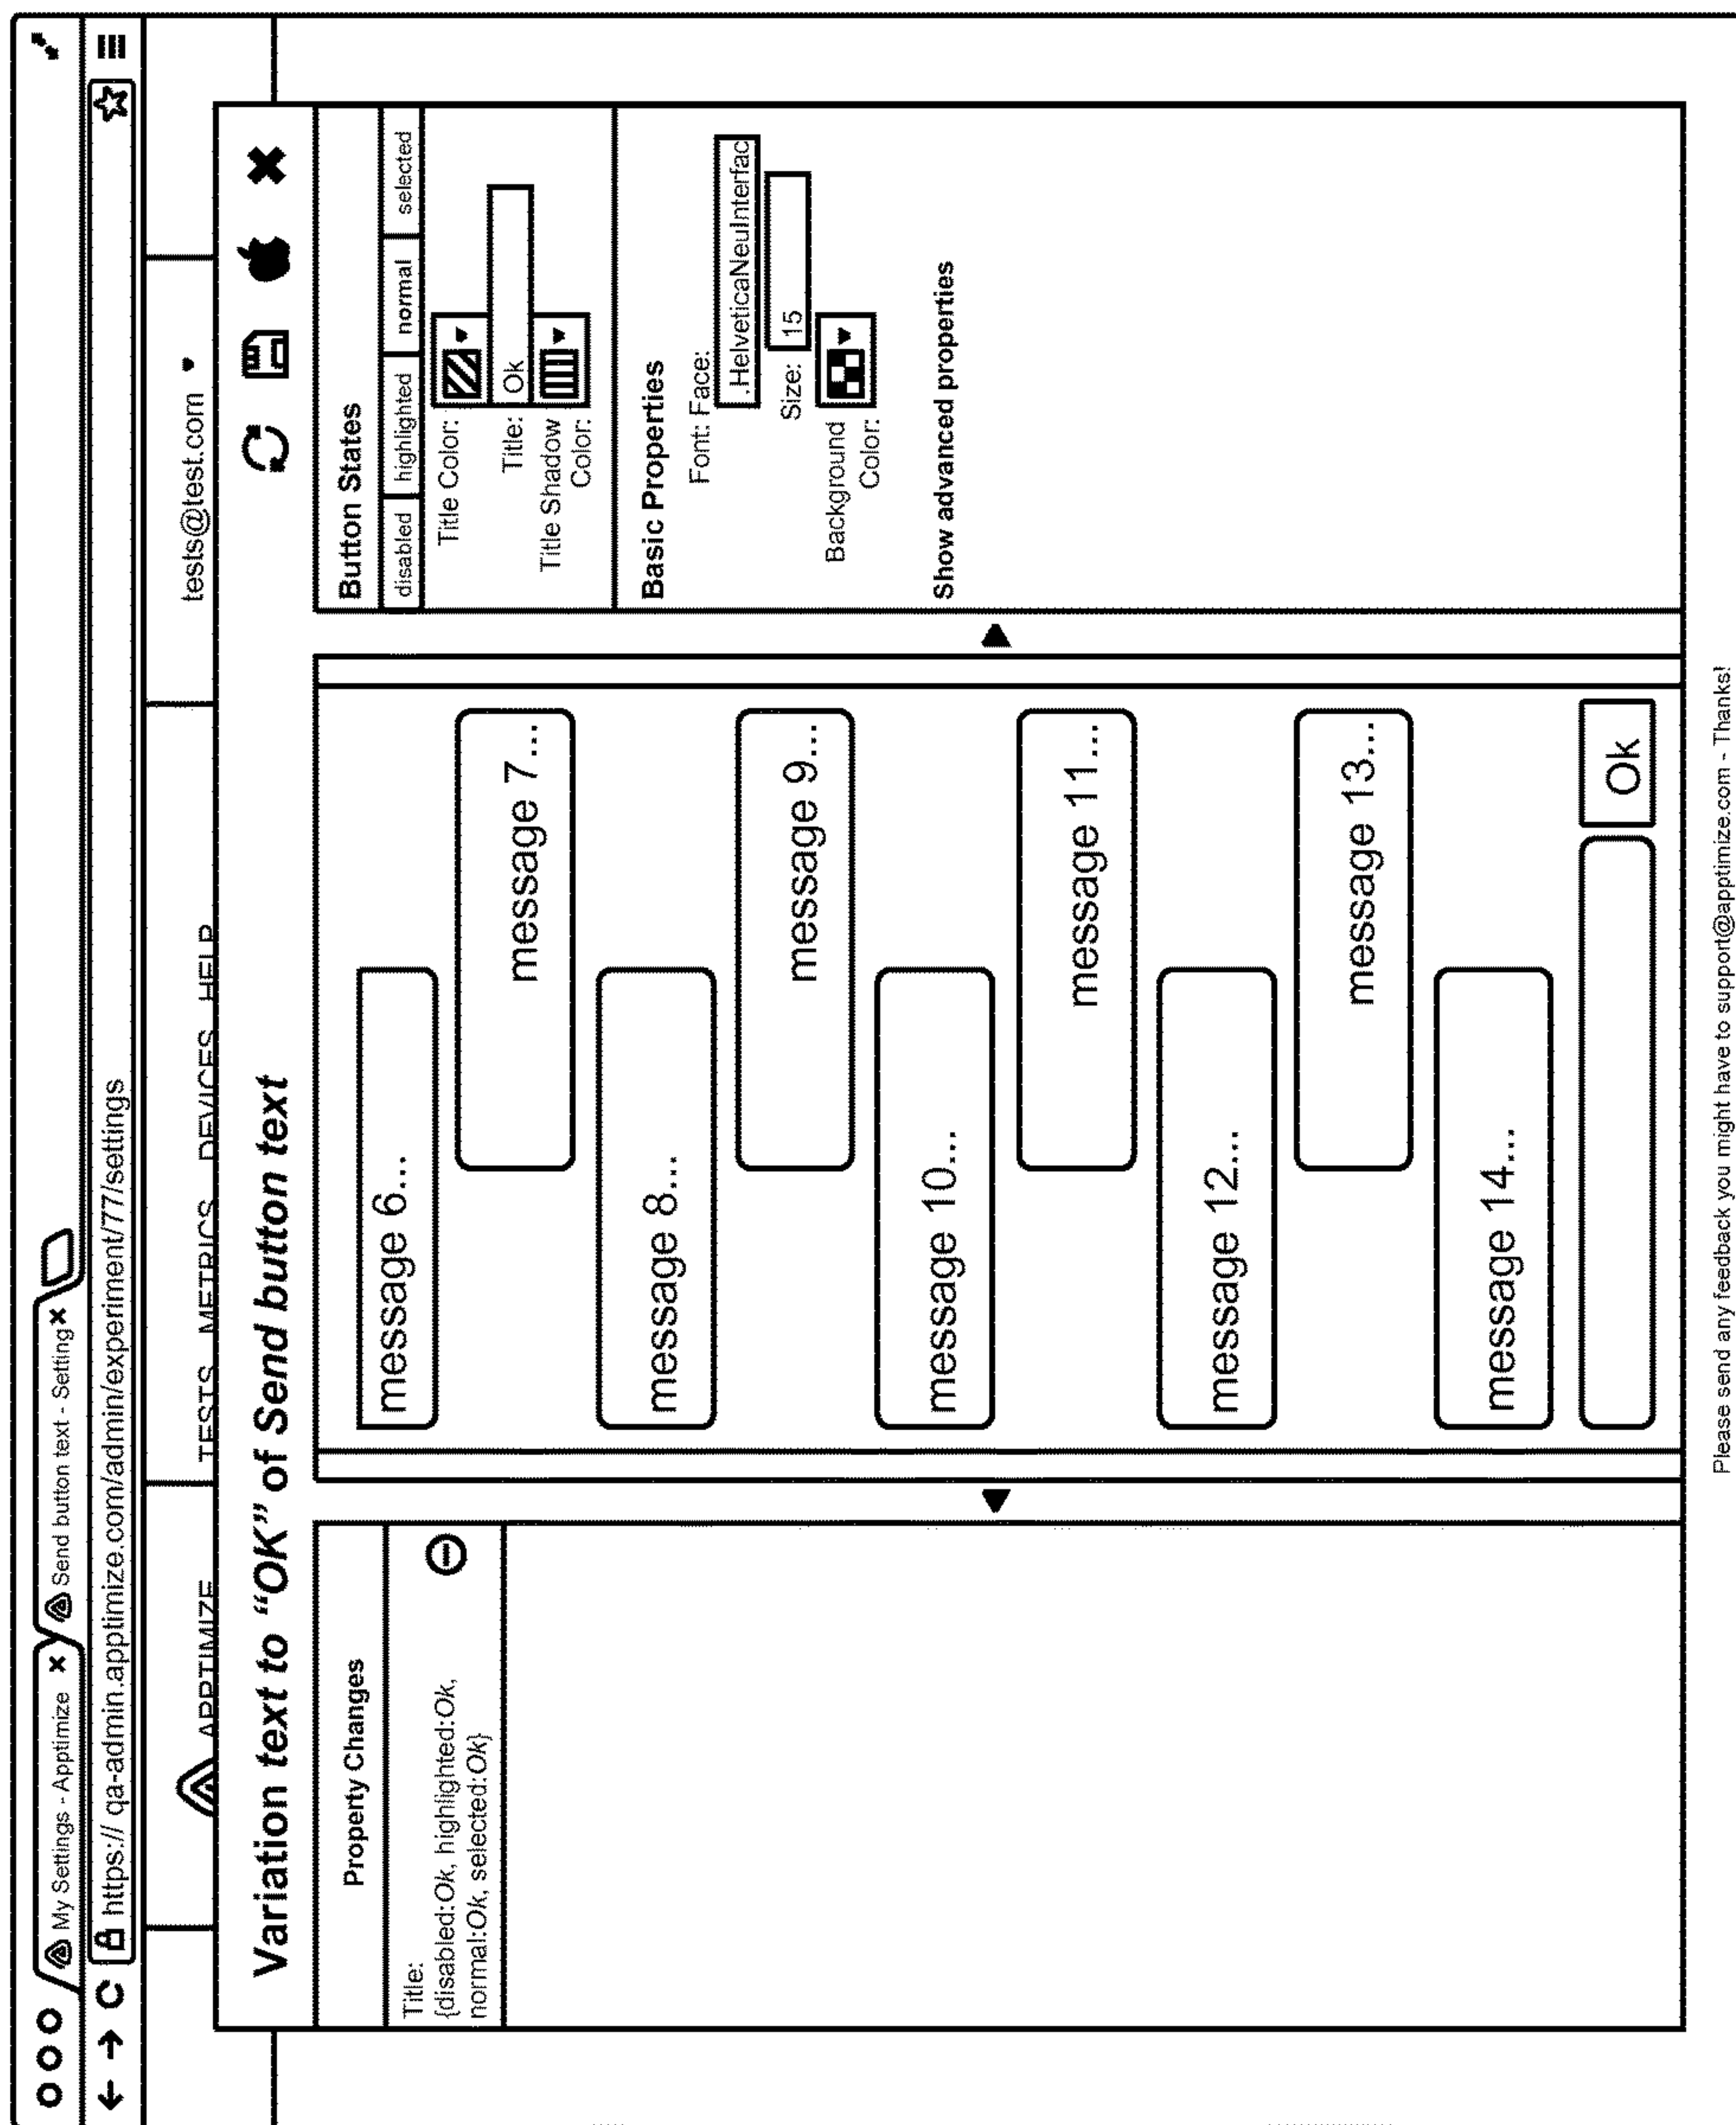 My Settings - Apptimize
Send button text - Setting
https:// qa-admin.apptimize.com/admin/experiment/77/settings
APPTIMIZE
TESTS METRICS DEVICES HELP
tests@test.com
Variation text to “OK” of Send button text
Property Changes
Title:
{disabled:Ok, highlighted:Ok,
normal:Ok, selected:Ok}
message 6...
message 7...
message 8...
message 9...
message 10...
message 11...
message 12...
message 13...
message 14...
Ok
Button States
disabled highlighted normal selected
Title Color:
Title: Ok
Title Shadow
Color:
Basic Properties
Font: Face:
.HelveticaNeuInterfac
Size: 15
Background
Color:
Show advanced properties
Please send any feedback you might have to support@apptimize.com - Thanks!